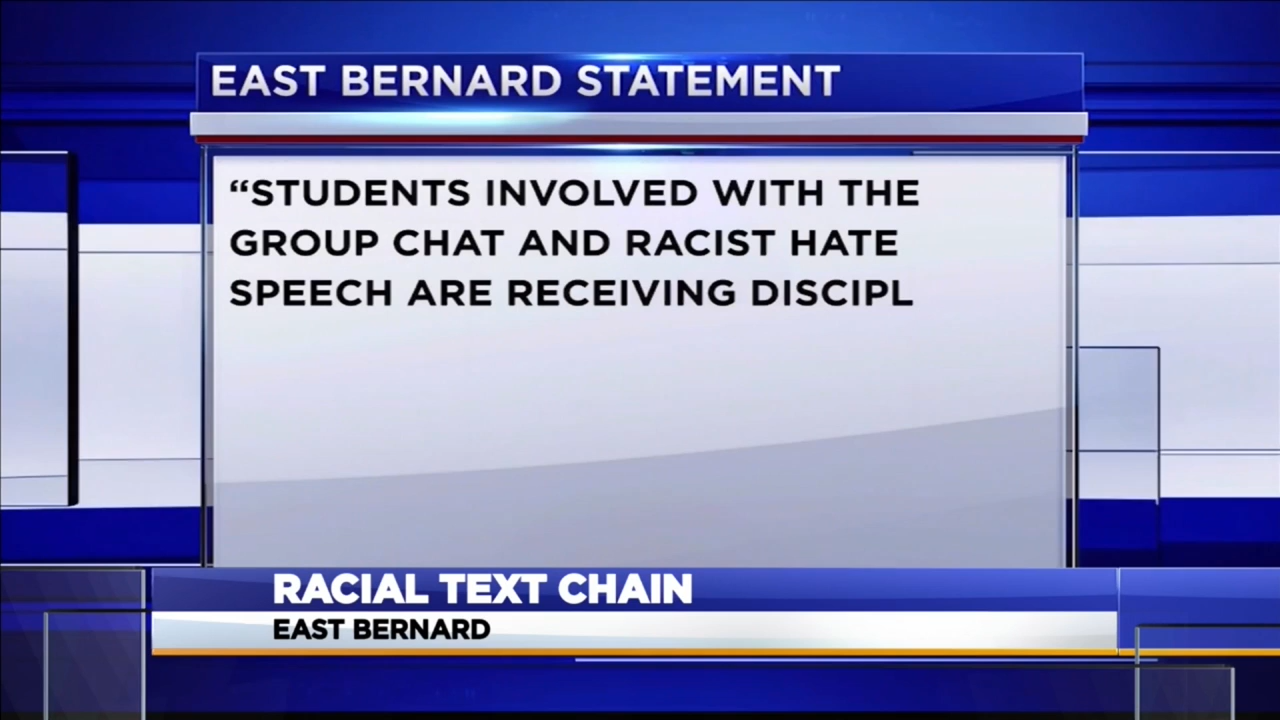 EAST BERNARD STATEMENT
“STUDENTS INVOLVED WITH THE
GROUP CHAT AND RACIST HATE
SPEECH ARE RECEIVING DISCIPL
RACIAL TEXT CHAIN
EAST BERNARD